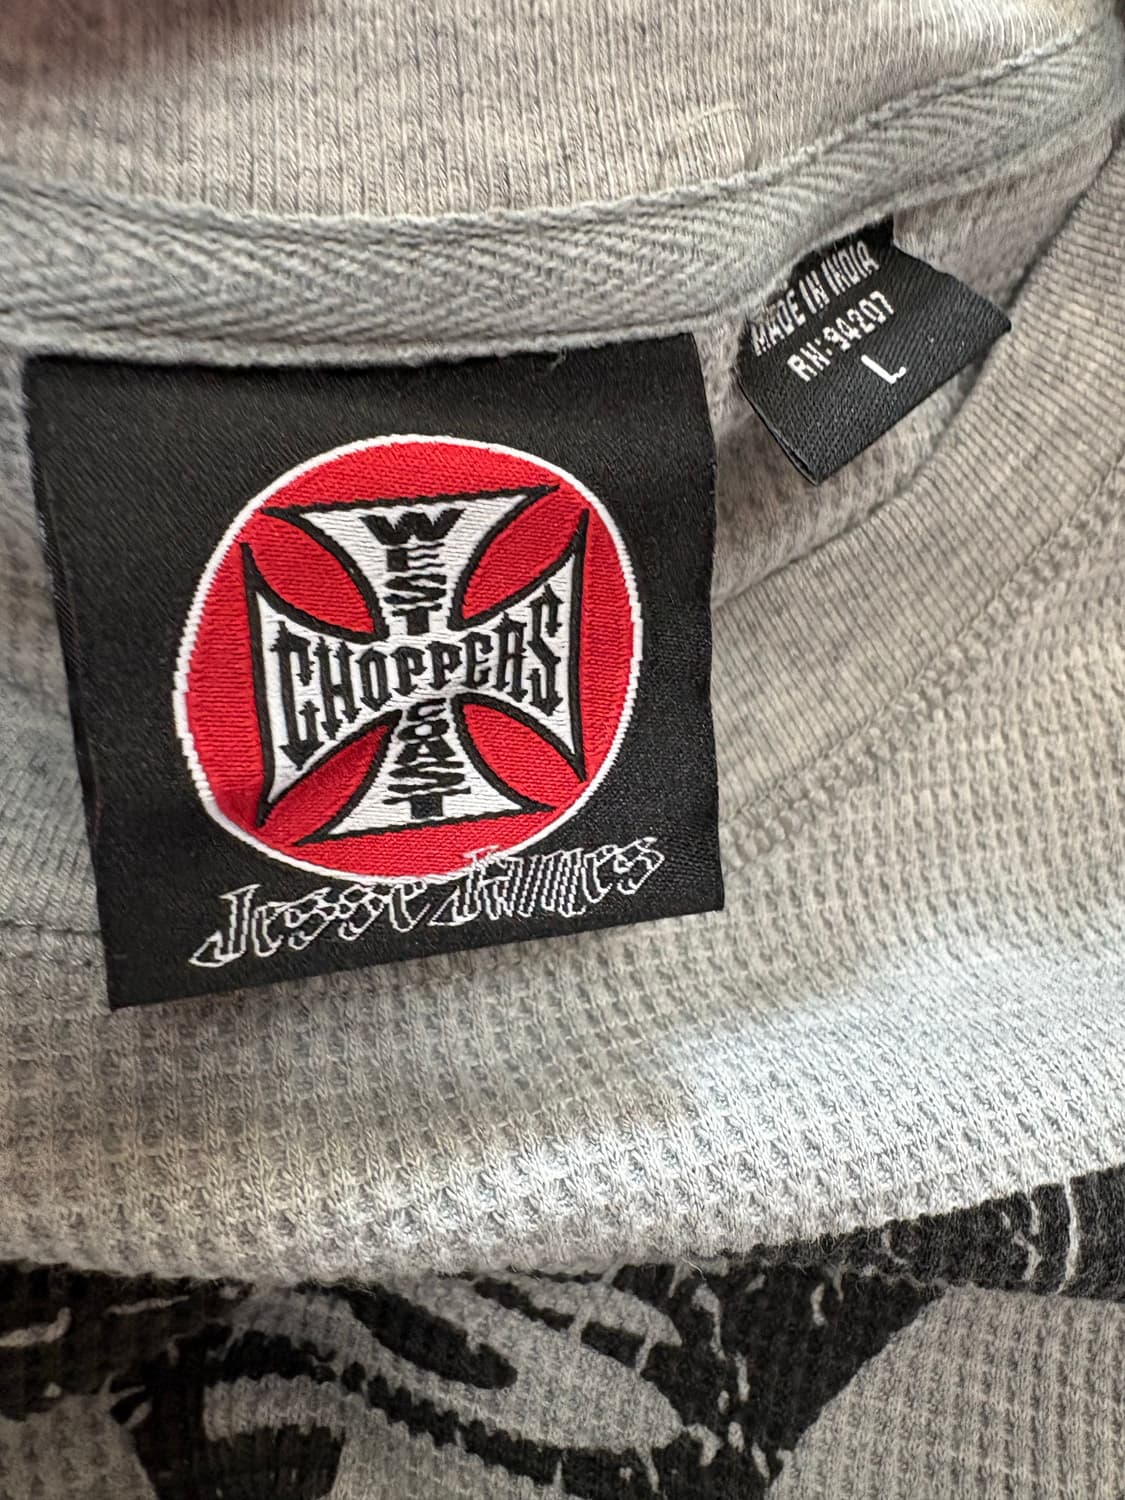 WEST
CHOPPERS
COAST
Jesse James
MADE IN INDIA
RN: 94207
L